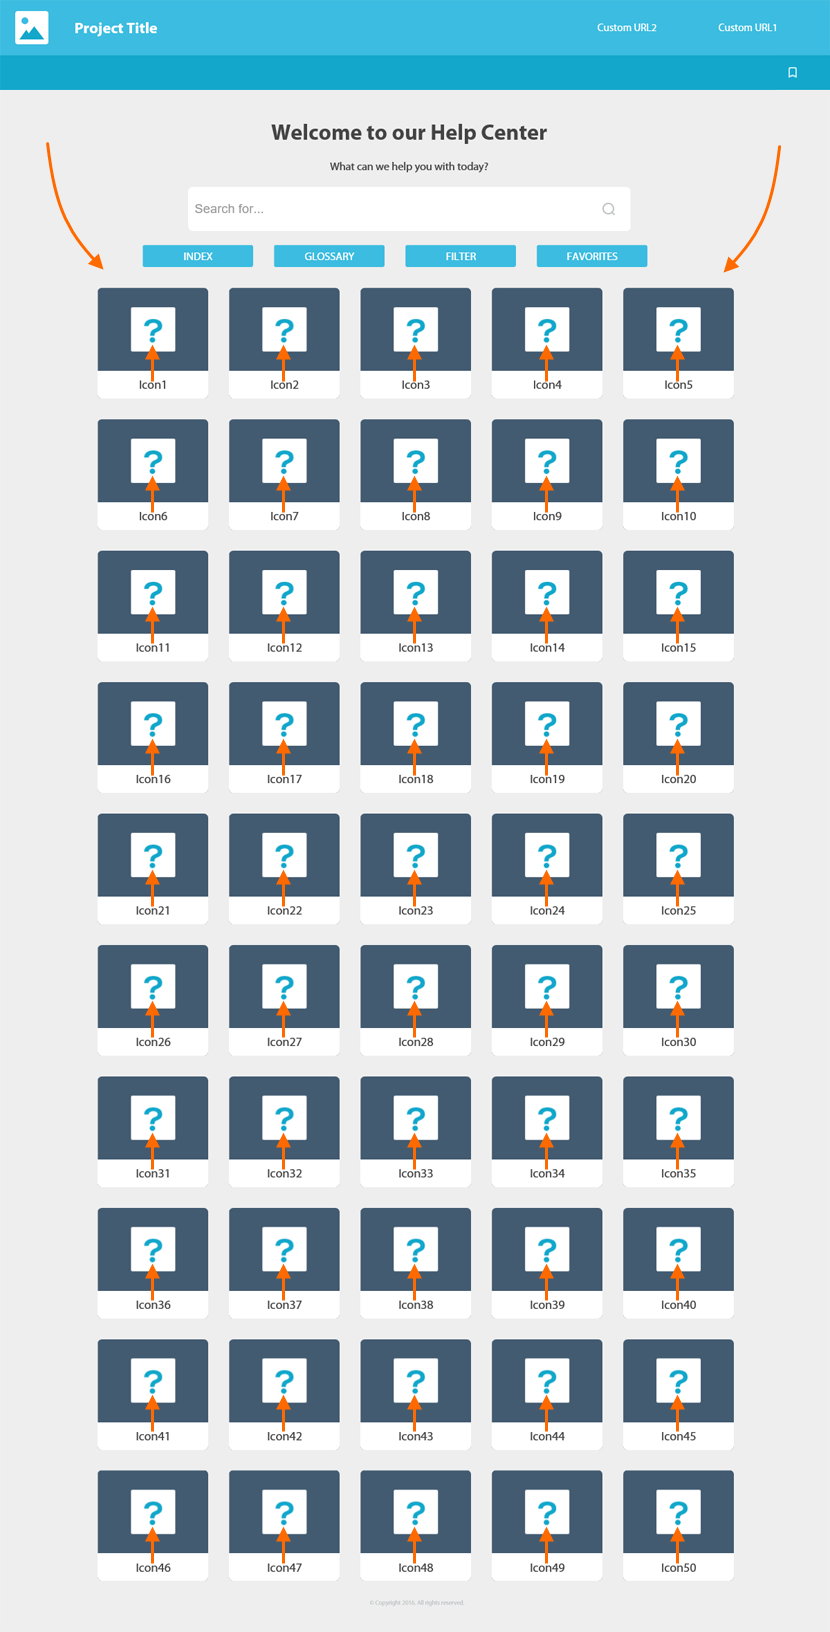 Project Title
Custom URL2 Custom URL1
Welcome to our Help Center
What can we help you with today?
Search for...
INDEX GLOSSARY FILTER FAVORITES
? ? ? ? ?
Icon1 Icon2 Icon3 Icon4 Icon5
? ? ? ? ?
Icon6 Icon7 Icon8 Icon9 Icon10
? ? ? ? ?
Icon11 Icon12 Icon13 Icon14 Icon15
? ? ? ? ?
Icon16 Icon17 Icon18 Icon19 Icon20
? ? ? ? ?
Icon21 Icon22 Icon23 Icon24 Icon25
? ? ? ? ?
Icon26 Icon27 Icon28 Icon29 Icon30
? ? ? ? ?
Icon31 Icon32 Icon33 Icon34 Icon35
? ? ? ? ?
Icon36 Icon37 Icon38 Icon39 Icon40
? ? ? ? ?
Icon41 Icon42 Icon43 Icon44 Icon45
? ? ? ? ?
Icon46 Icon47 Icon48 Icon49 Icon50
© Copyright 2016. All rights reserved.